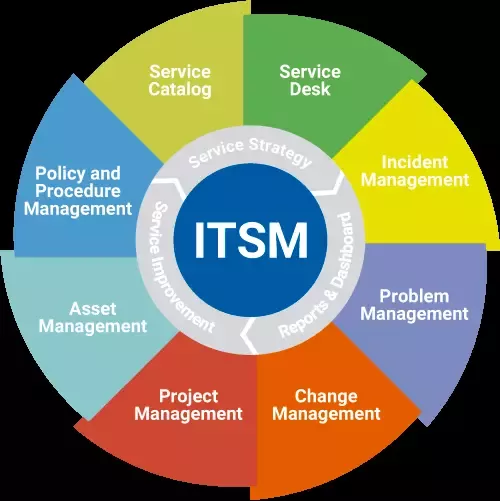 Service
Catalog
Service
Desk
Incident
Management
Problem
Management
Change
Management
Project
Management
Asset
Management
Policy and
Procedure
Management
Service Strategy
Reports & Dashboard
Service Improvement
ITSM